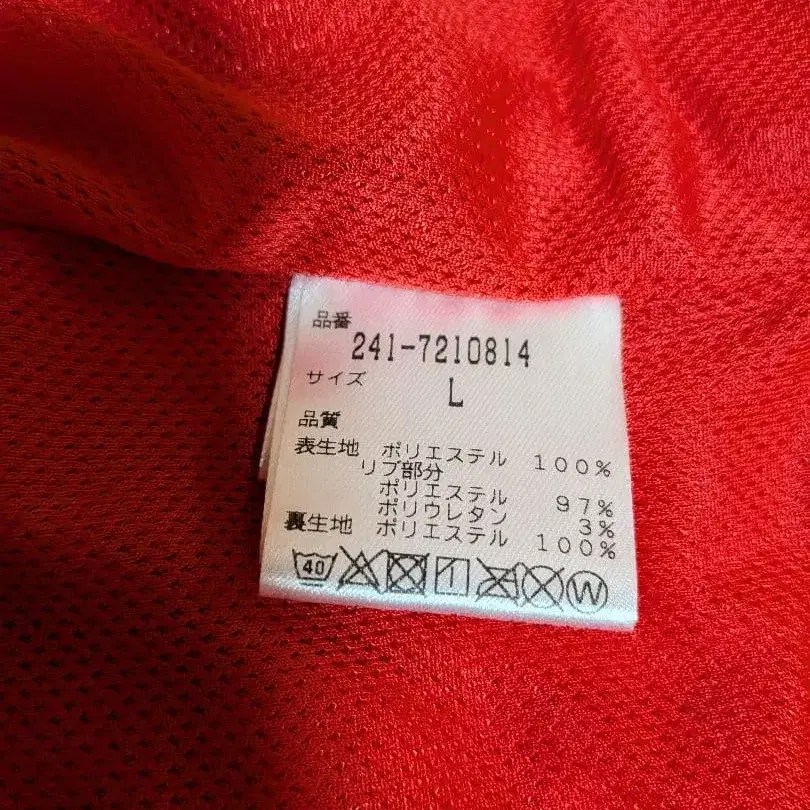 品番
241-7210814
サイズ
L
品質
表生地 ポリエステル 100%
リブ部分
ポリエステル 97%
ポリウレタン 3%
裏生地 ポリエステル 100%
40 W